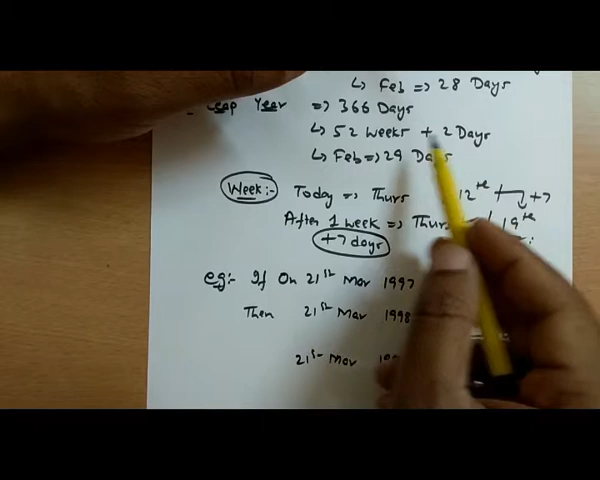 ↳ Feb => 28 Days
Leap Year => 366 Days
↳ 52 weeks + 2 Days
↳ Feb => 29 Days
Week:- Today => Thurs 12th +7
After 1 week => Thurs 19th
+7 days
eg:- If On 21st Mar 1997
Then 21st Mar 1998
21st Mar